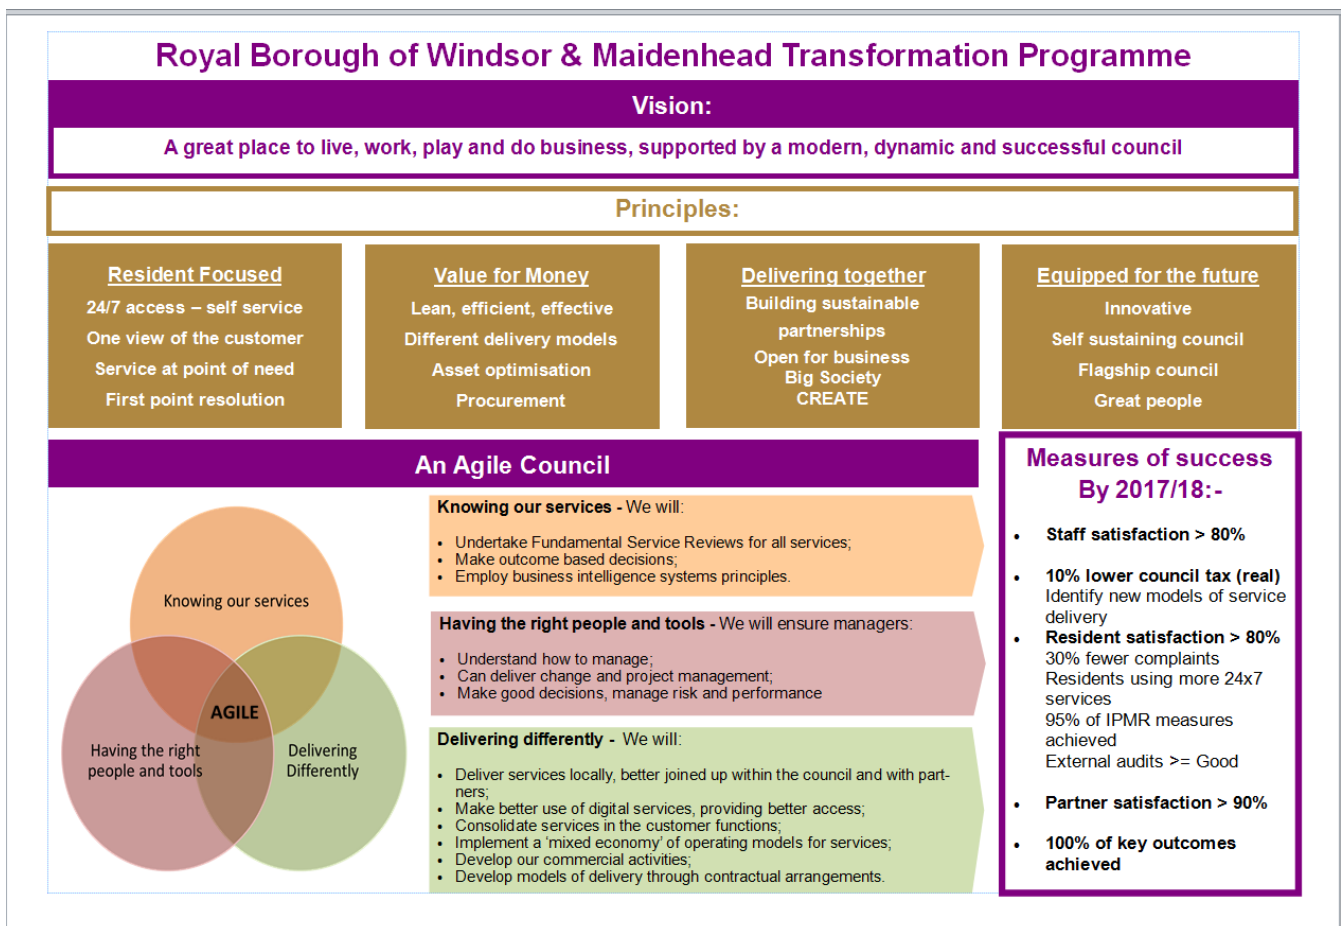 Royal Borough of Windsor & Maidenhead Transformation Programme
Vision:
A great place to live, work, play and do business, supported by a modern, dynamic and successful council
Principles:
Resident Focused
24/7 access – self service
One view of the customer
Service at point of need
First point resolution
Value for Money
Lean, efficient, effective
Different delivery models
Asset optimisation
Procurement
Delivering together
Building sustainable
partnerships
Open for business
Big Society
CREATE
Equipped for the future
Innovative
Self sustaining council
Flagship council
Great people
An Agile Council
Knowing our services
AGILE
Having the right
people and tools
Delivering
Differently
Knowing our services - We will:
• Undertake Fundamental Service Reviews for all services;
• Make outcome based decisions;
• Employ business intelligence systems principles.
Having the right people and tools - We will ensure managers:
• Understand how to manage;
• Can deliver change and project management;
• Make good decisions, manage risk and performance
Delivering differently - We will:
• Deliver services locally, better joined up within the council and with part-
ners;
• Make better use of digital services, providing better access;
• Consolidate services in the customer functions;
• Implement a ‘mixed economy’ of operating models for services;
• Develop our commercial activities;
• Develop models of delivery through contractual arrangements.
Measures of success
By 2017/18:-
• Staff satisfaction > 80%
• 10% lower council tax (real)
Identify new models of service
delivery
• Resident satisfaction > 80%
30% fewer complaints
Residents using more 24x7
services
95% of IPMR measures
achieved
External audits >= Good
• Partner satisfaction > 90%
• 100% of key outcomes
achieved